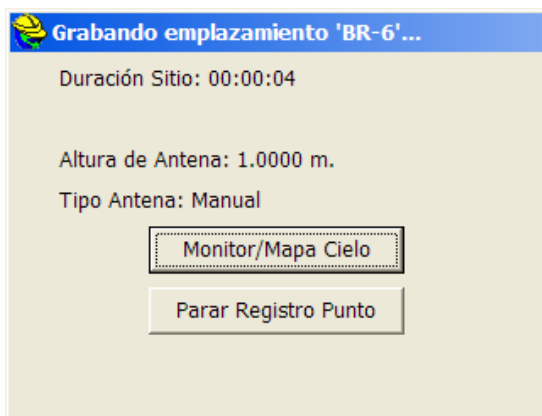 Grabando emplazamiento 'BR-6'...
Duración Sitio: 00:00:04
Altura de Antena: 1.0000 m.
Tipo Antena: Manual
Monitor/Mapa Cielo
Parar Registro Punto